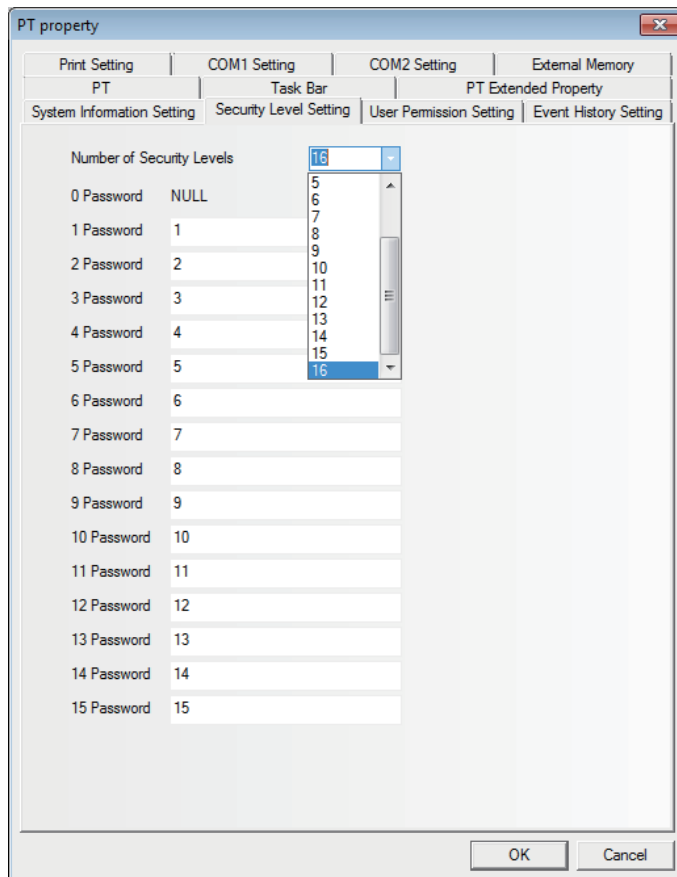 PT property
Print Setting COM1 Setting COM2 Setting External Memory
PT Task Bar PT Extended Property
System Information Setting Security Level Setting User Permission Setting Event History Setting
Number of Security Levels 16
5
6
7
8
9
10
11
12
13
14
15
16
0 Password NULL
1 Password 1
2 Password 2
3 Password 3
4 Password 4
5 Password 5
6 Password 6
7 Password 7
8 Password 8
9 Password 9
10 Password 10
11 Password 11
12 Password 12
13 Password 13
14 Password 14
15 Password 15
OK Cancel